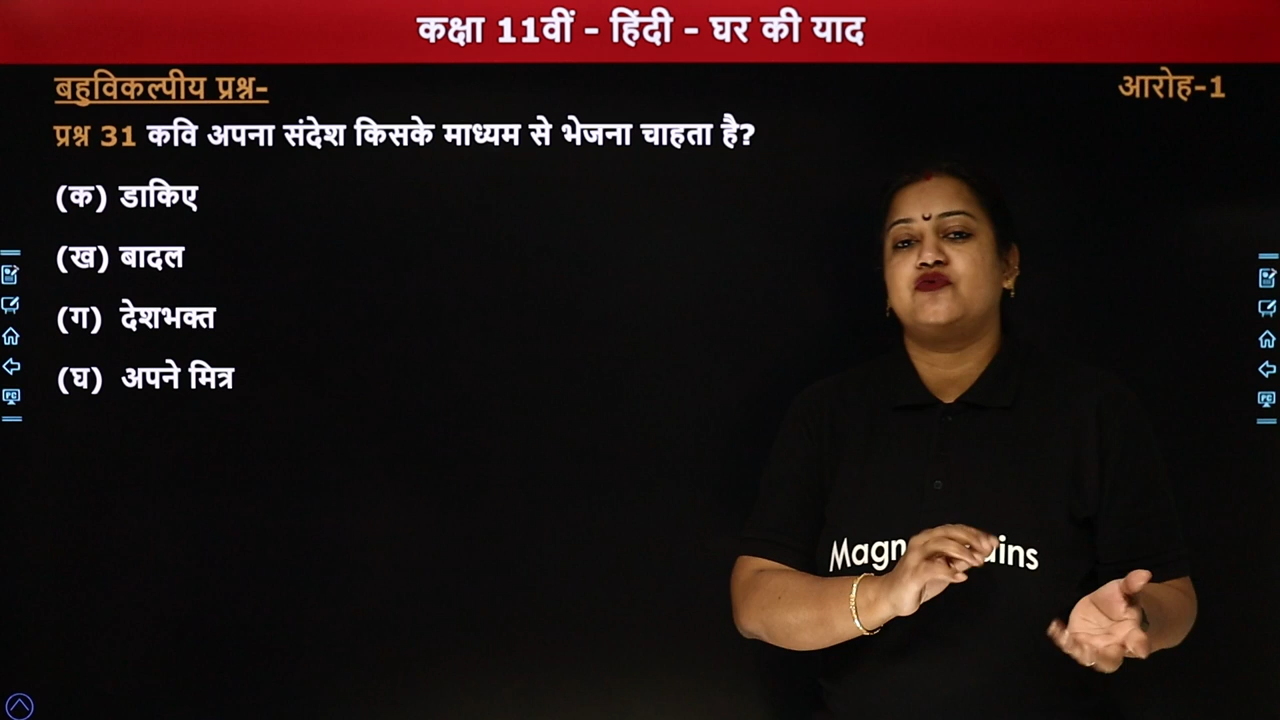 कक्षा 11वीं - हिंदी - घर की याद
बहुविकल्पीय प्रश्न-
आरोह-1
प्रश्न 31 कवि अपना संदेश किसके माध्यम से भेजना चाहता है?
(क) डाकिए
(ख) बादल
(ग) देशभक्त
(घ) अपने मित्र